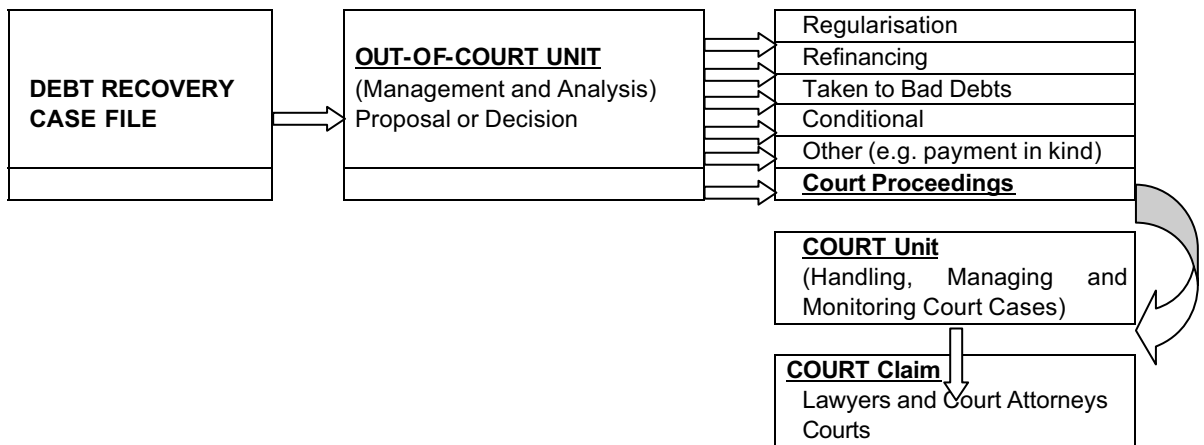 DEBT RECOVERY
CASE FILE
OUT-OF-COURT UNIT
(Management and Analysis)
Proposal or Decision
Regularisation
Refinancing
Taken to Bad Debts
Conditional
Other (e.g. payment in kind)
Court Proceedings
COURT Unit
(Handling, Managing and
Monitoring Court Cases)
COURT Claim
Lawyers and Court Attorneys
Courts